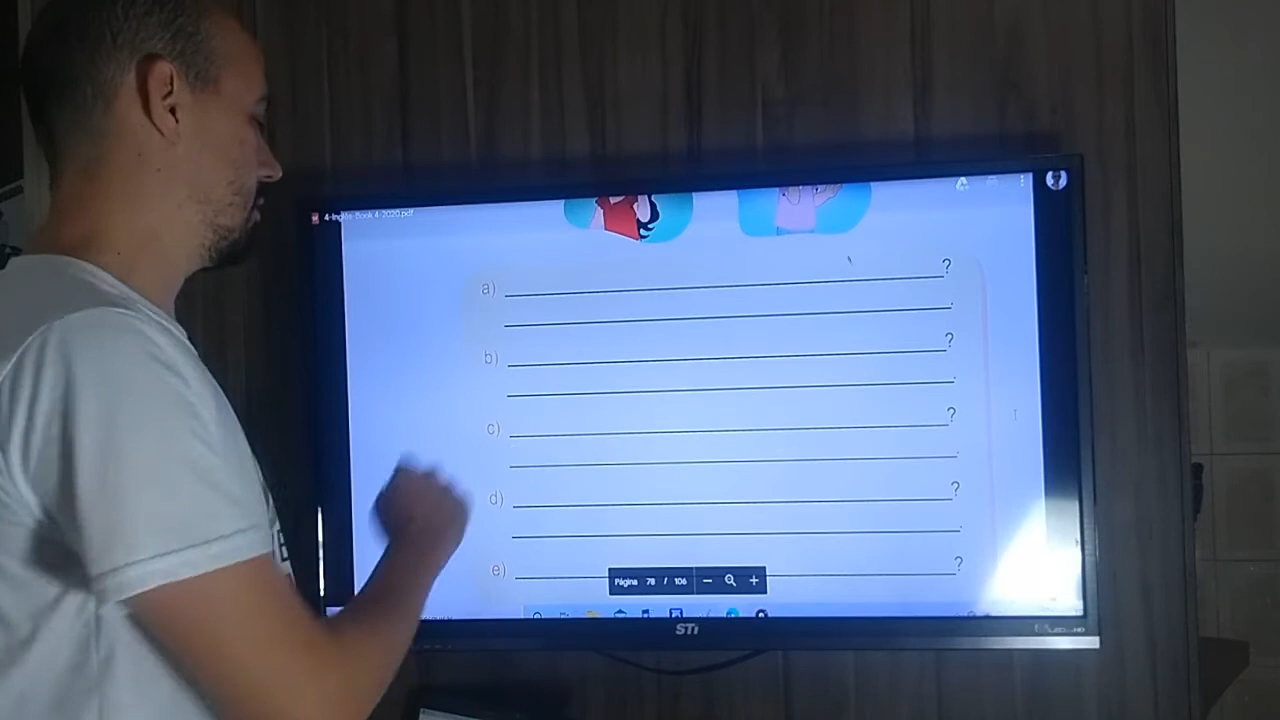 4-Inglês-Book 4-2020.pdf
a) ?
.
b) ?
.
c) ?
.
d) ?
.
e) ?
Página 78 / 106 − +
STi